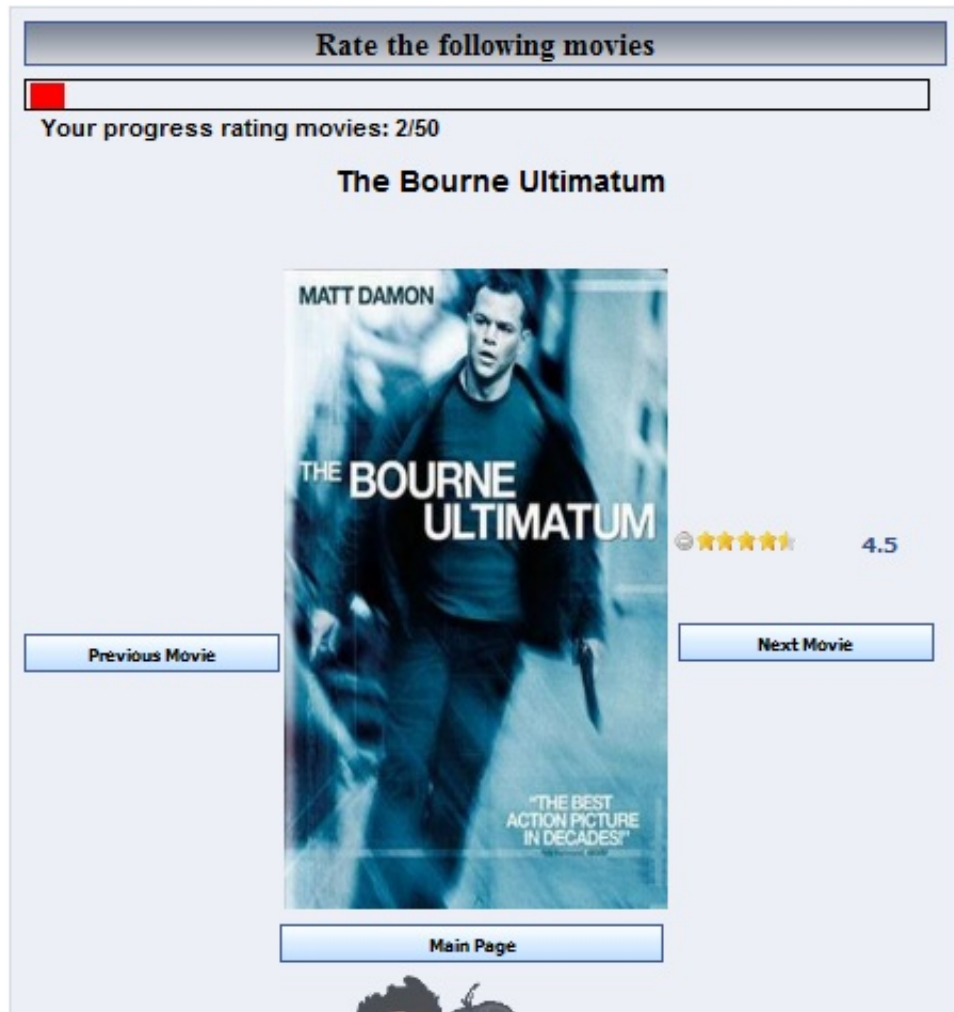 Rate the following movies
Your progress rating movies: 2/50
The Bourne Ultimatum
MATT DAMON
THE BOURNE
ULTIMATUM
4.5
Previous Movie
Next Movie
"THE BEST
ACTION PICTURE
IN DECADES!"
Main Page